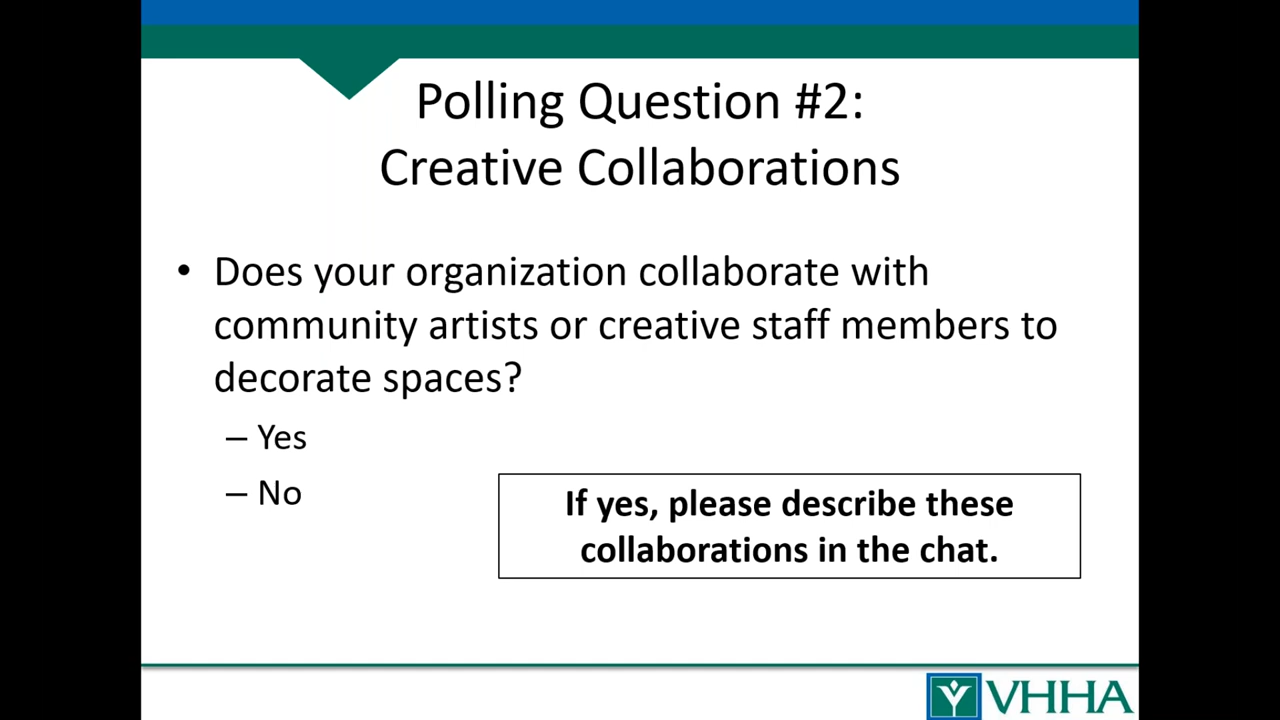 Polling Question #2:
Creative Collaborations
• Does your organization collaborate with
community artists or creative staff members to
decorate spaces?
– Yes
– No
If yes, please describe these
collaborations in the chat.
VHHA